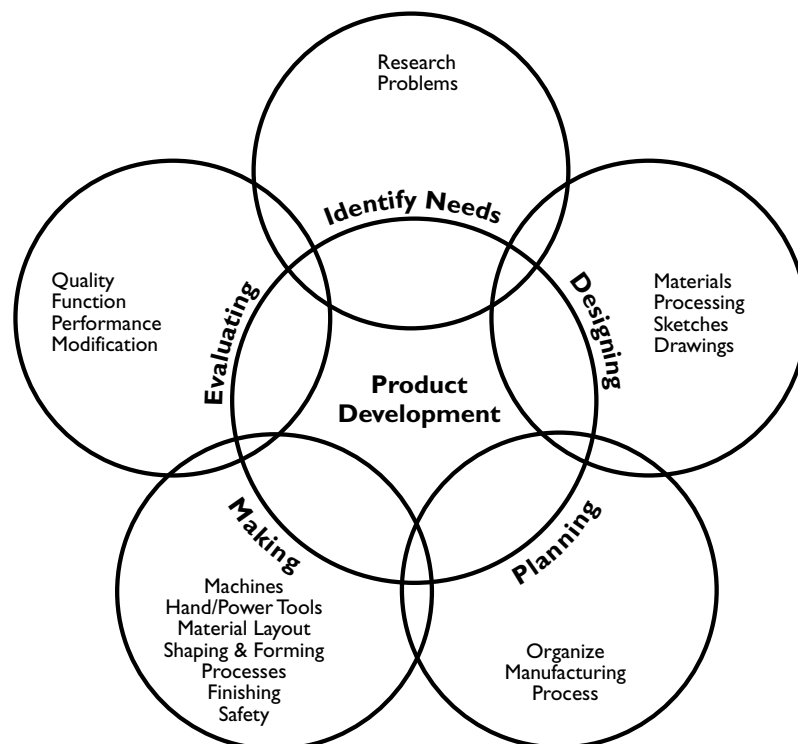 Research
Problems
Identify Needs
Quality
Function
Performance
Modification
Evaluating
Designing
Materials
Processing
Sketches
Drawings
Product
Development
Making
Machines
Hand/Power Tools
Material Layout
Shaping & Forming
Processes
Finishing
Safety
Planning
Organize
Manufacturing
Process